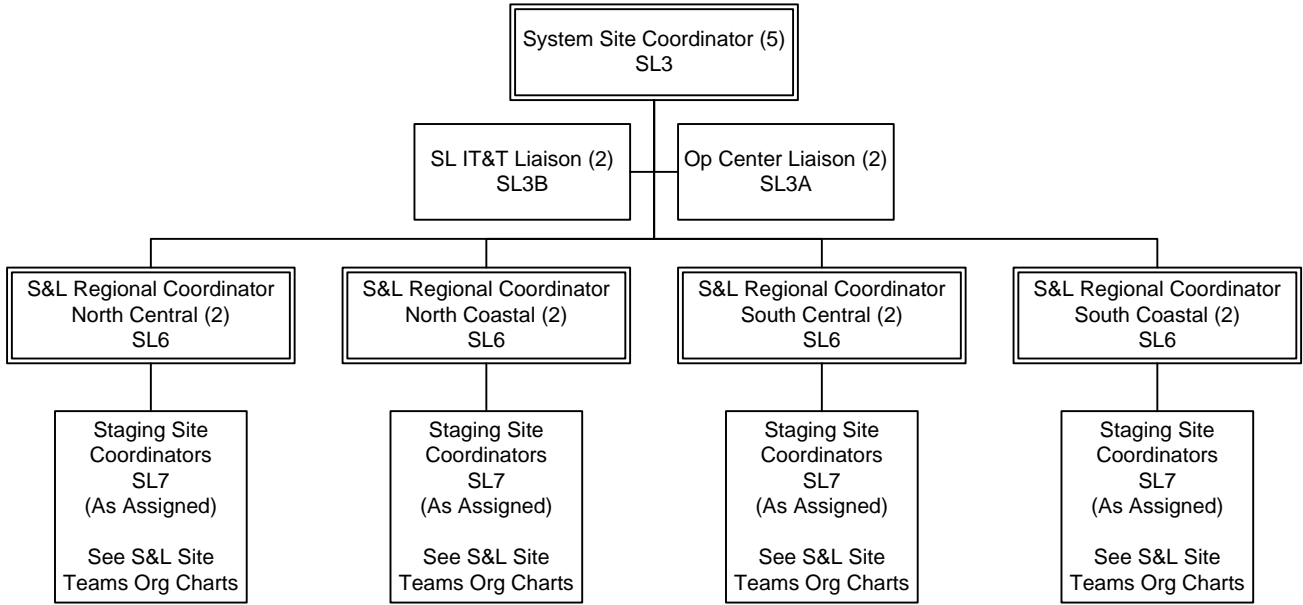 System Site Coordinator (5)
SL3
SL IT&T Liaison (2)
SL3B
Op Center Liaison (2)
SL3A
S&L Regional Coordinator
North Central (2)
SL6
S&L Regional Coordinator
North Coastal (2)
SL6
S&L Regional Coordinator
South Central (2)
SL6
S&L Regional Coordinator
South Coastal (2)
SL6
Staging Site
Coordinators
SL7
(As Assigned)
See S&L Site
Teams Org Charts
Staging Site
Coordinators
SL7
(As Assigned)
See S&L Site
Teams Org Charts
Staging Site
Coordinators
SL7
(As Assigned)
See S&L Site
Teams Org Charts
Staging Site
Coordinators
SL7
(As Assigned)
See S&L Site
Teams Org Charts